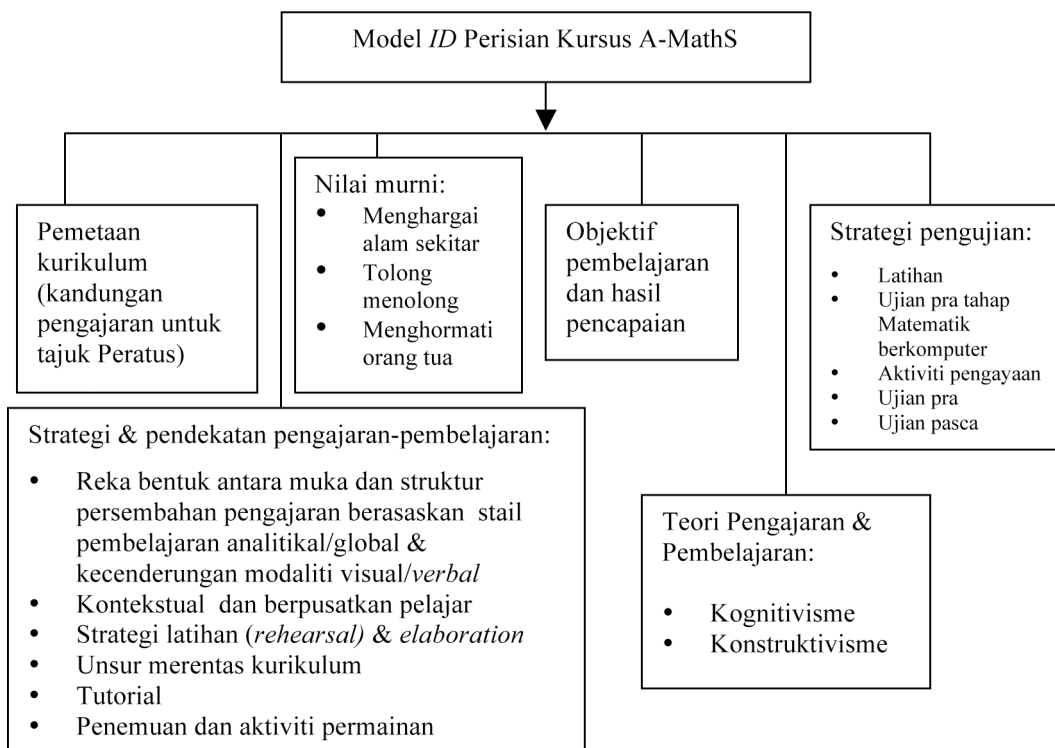 Model ID Perisian Kursus A-MathS
Pemetaan
kurikulum
(kandungan
pengajaran untuk
tajuk Peratus)
Nilai murni:
• Menghargai
alam sekitar
• Tolong
menolong
• Menghormati
orang tua
Objektif
pembelajaran
dan hasil
pencapaian
Strategi pengujian:
• Latihan
• Ujian pra tahap
Matematik
berkomputer
• Aktiviti pengayaan
• Ujian pra
• Ujian pasca
Strategi & pendekatan pengajaran-pembelajaran:
• Reka bentuk antara muka dan struktur
persembahan pengajaran berasaskan stail
pembelajaran analitikal/global &
kecenderungan modaliti visual/verbal
• Kontekstual dan berpusatkan pelajar
• Strategi latihan (rehearsal) & elaboration
• Unsur merentas kurikulum
• Tutorial
• Penemuan dan aktiviti permainan
Teori Pengajaran &
Pembelajaran:
• Kognitivisme
• Konstruktivisme